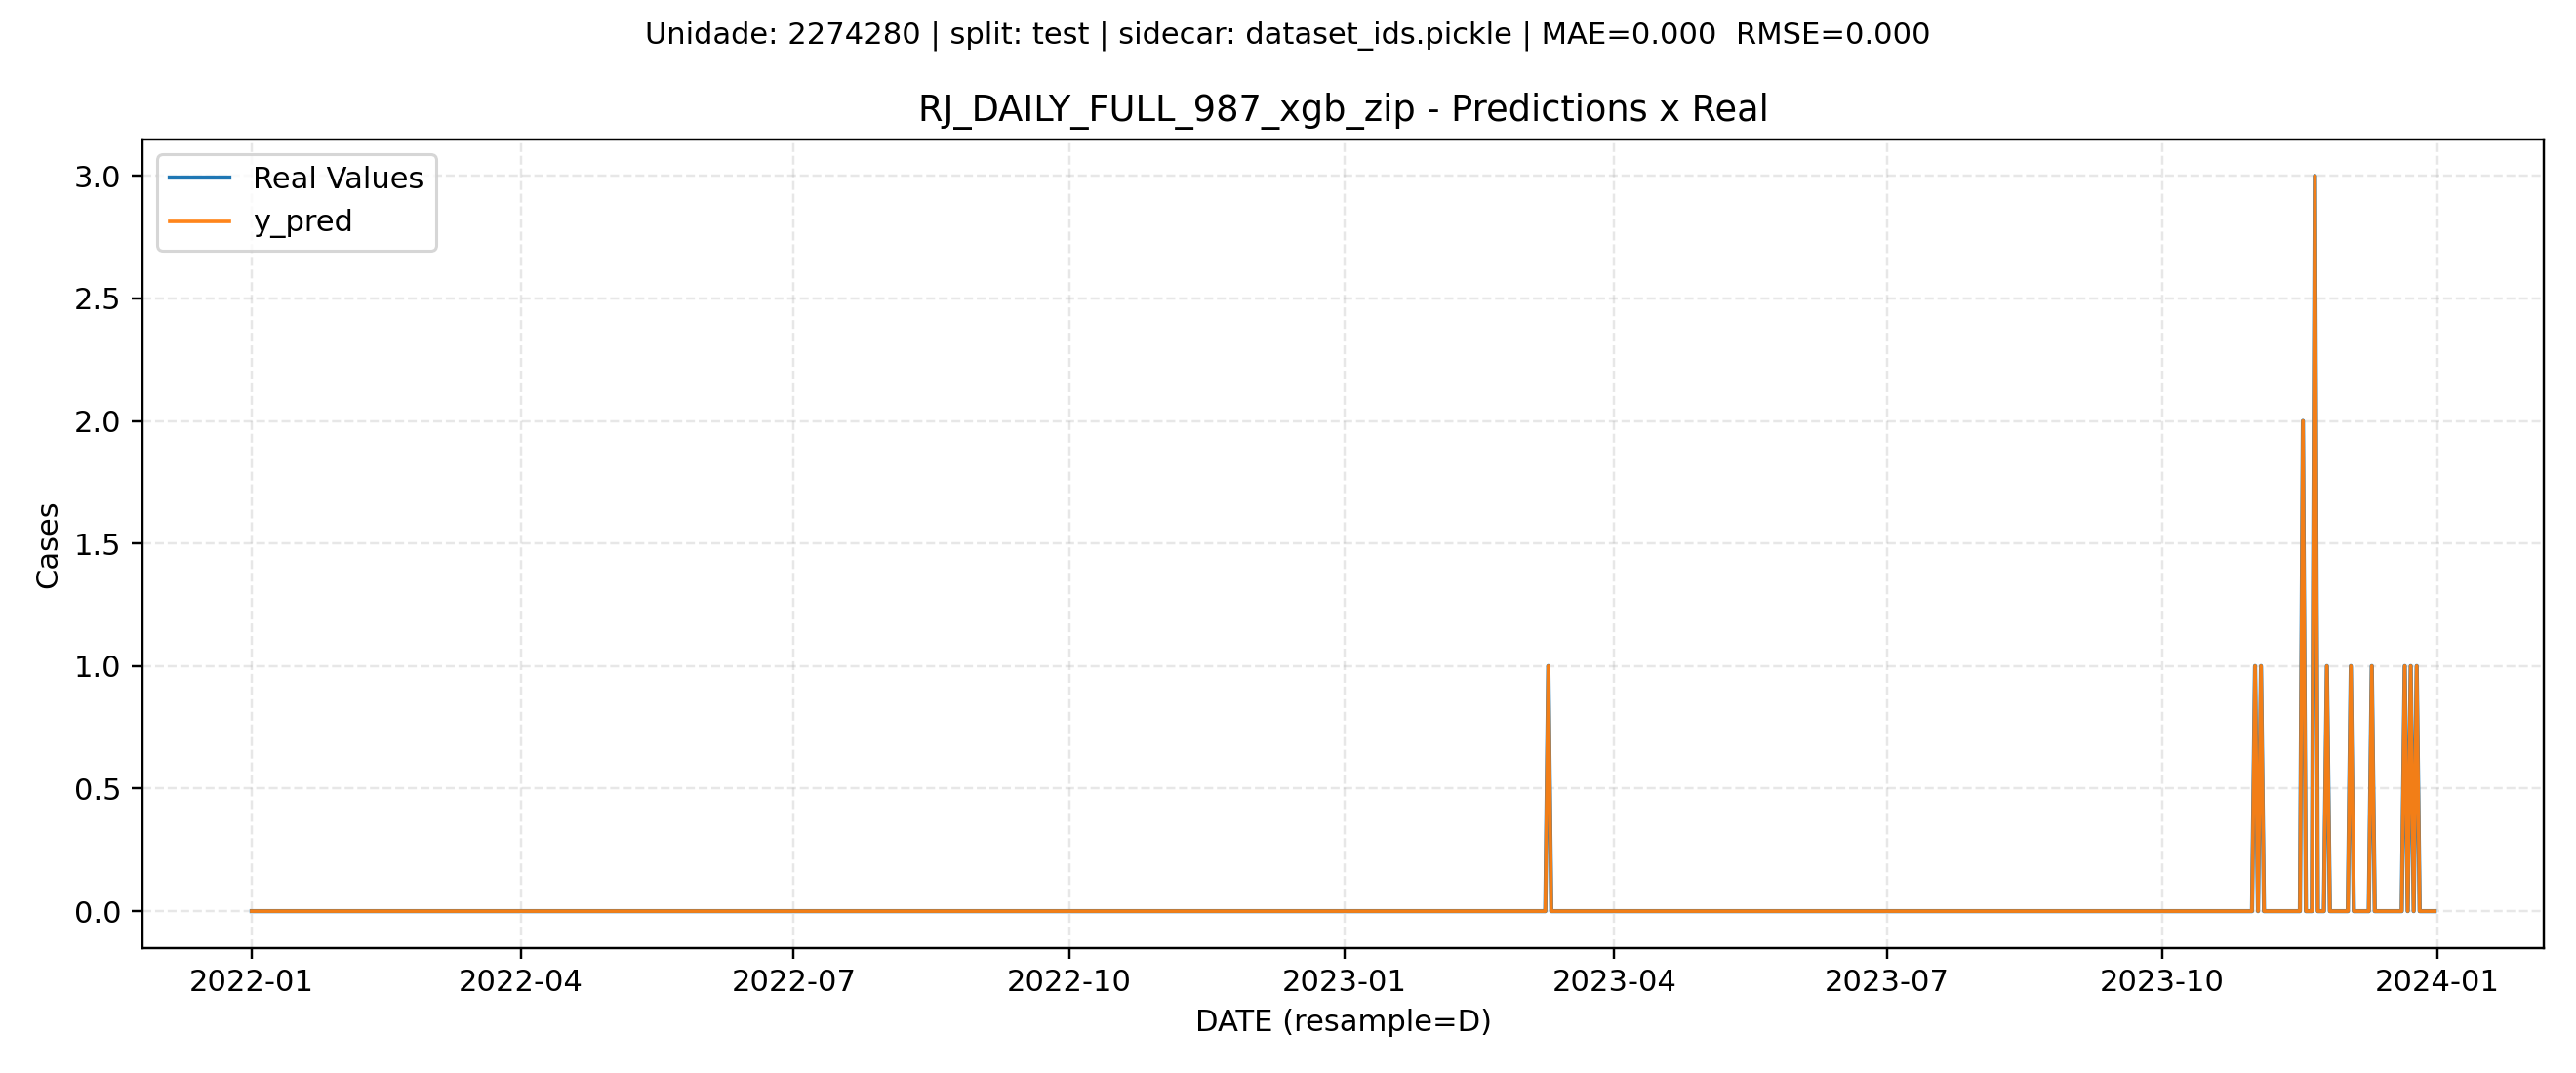 Unidade: 2274280 | split: test | sidecar: dataset_ids.pickle | MAE=0.000  RMSE=0.000
RJ_DAILY_FULL_987_xgb_zip - Predictions x Real
Real Values
y_pred
3.0
2.5
2.0
1.5
1.0
0.5
0.0
Cases
2022-01 2022-04 2022-07 2022-10 2023-01 2023-04 2023-07 2023-10 2024-01
DATE (resample=D)